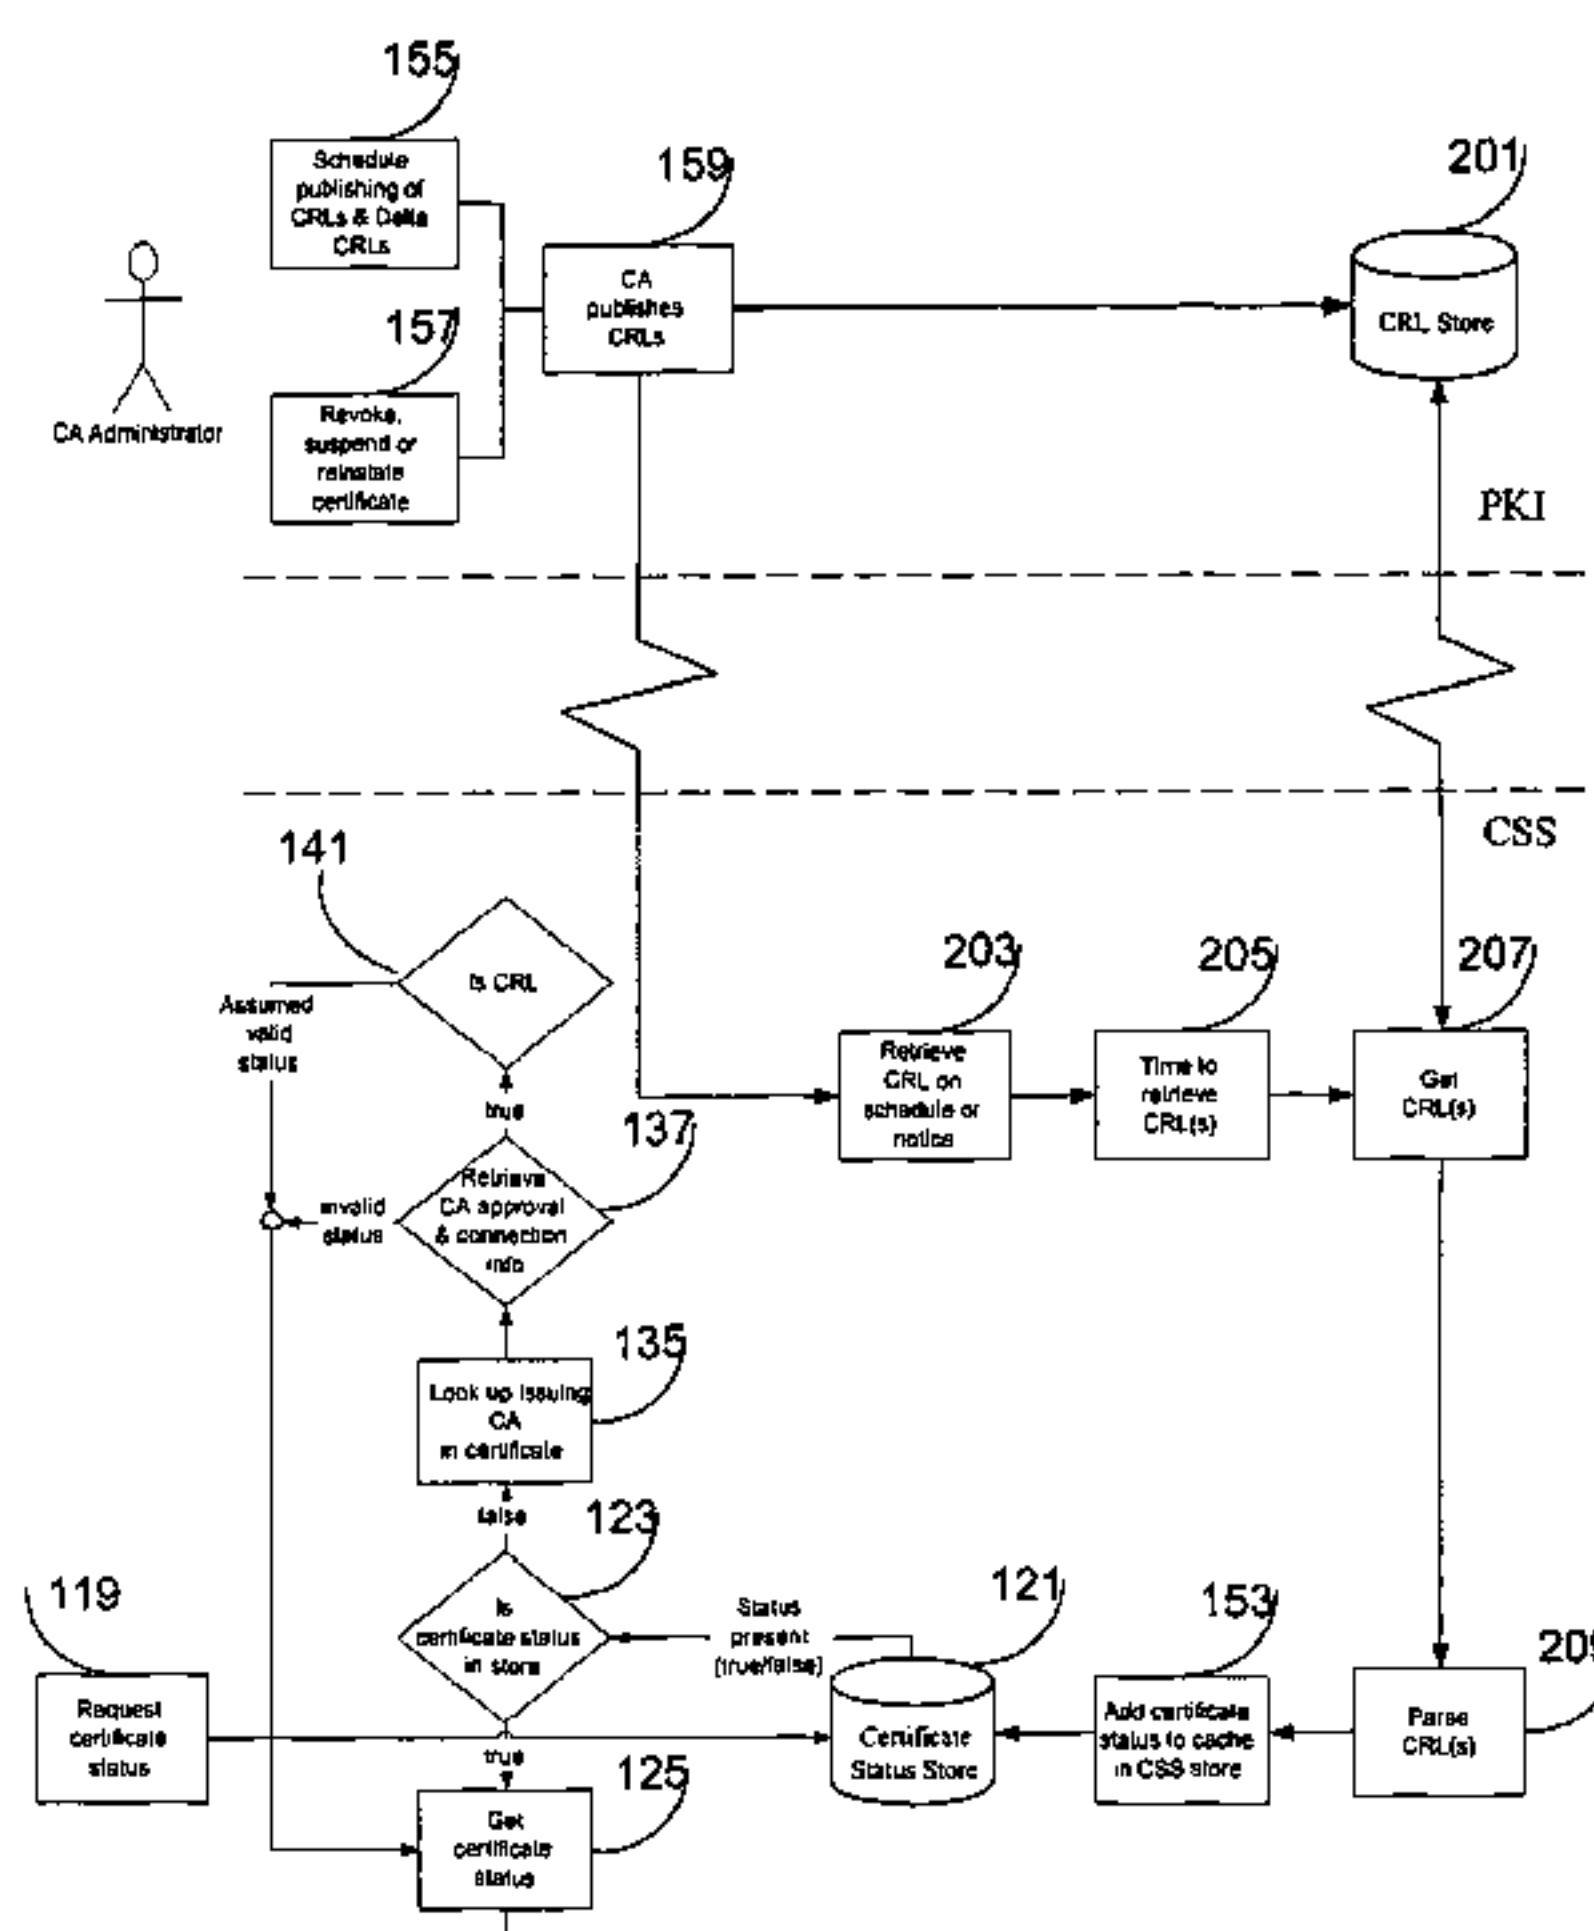 155
Schedule
publishing of
CRLs & Delta
CRLs
159
CA
publishes
CRLs
201
CRL Store
157
Revoke,
suspend or
reinstate
certificate
CA Administrator
PKI
CSS
141
Is CRL
Assumed
valid
status
203
Retrieve
CRL on
schedule or
notice
205
Time to
retrieve
CRL(s)
207
Get
CRL(s)
true
137
Retrieve
CA approval
& connection
info
invalid
status
135
Look up issuing
CA
in certificate
false
123
Is
certificate status
in store
Status
present
(true/false)
121
Certificate
Status Store
153
Add certificate
status to cache
in CSS store
209
Parse
CRL(s)
119
Request
certificate
status
true
125
Get
certificate
status